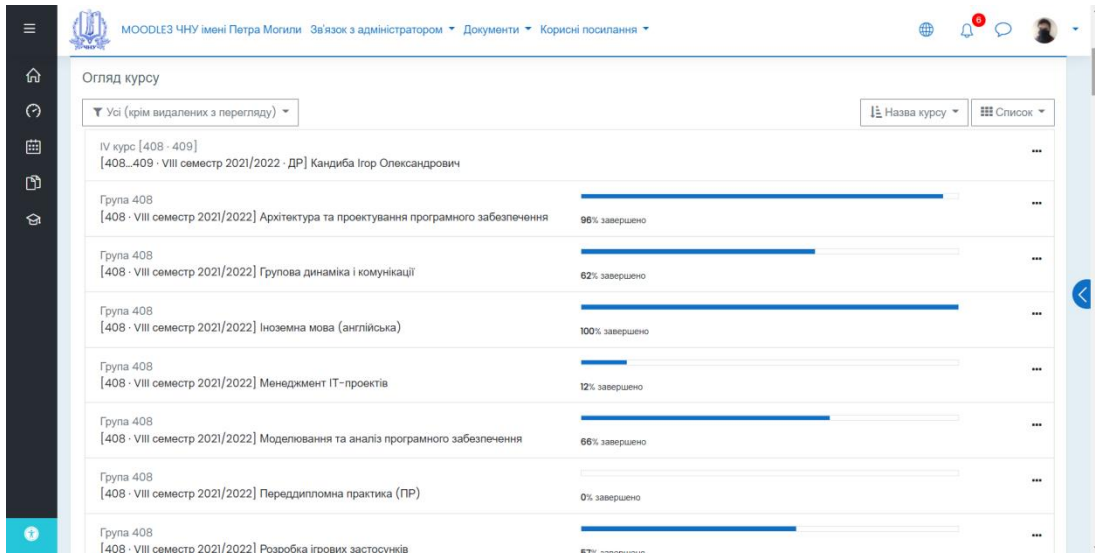 MOODLE3 ЧНУ імені Петра Могили Зв'язок з адміністратором Документи Корисні посилання 6
Огляд курсу
Усі (крім видалених з перегляду) Назва курсу Список
IV курс [408 · 409]
[408...409 · VIII семестр 2021/2022 · ДР] Кандиба Ігор Олександрович
Група 408
[408 · VIII семестр 2021/2022] Архітектура та проектування програмного забезпечення
96% завершено
Група 408
[408 · VIII семестр 2021/2022] Групова динаміка і комунікації
62% завершено
Група 408
[408 · VIII семестр 2021/2022] Іноземна мова (англійська)
100% завершено
Група 408
[408 · VIII семестр 2021/2022] Менеджмент ІТ-проектів
12% завершено
Група 408
[408 · VIII семестр 2021/2022] Моделювання та аналіз програмного забезпечення
66% завершено
Група 408
[408 · VIII семестр 2021/2022] Переддипломна практика (ПР)
0% завершено
Група 408
[408 · VIII семестр 2021/2022] Розробка ігрових застосунків
57% завершено